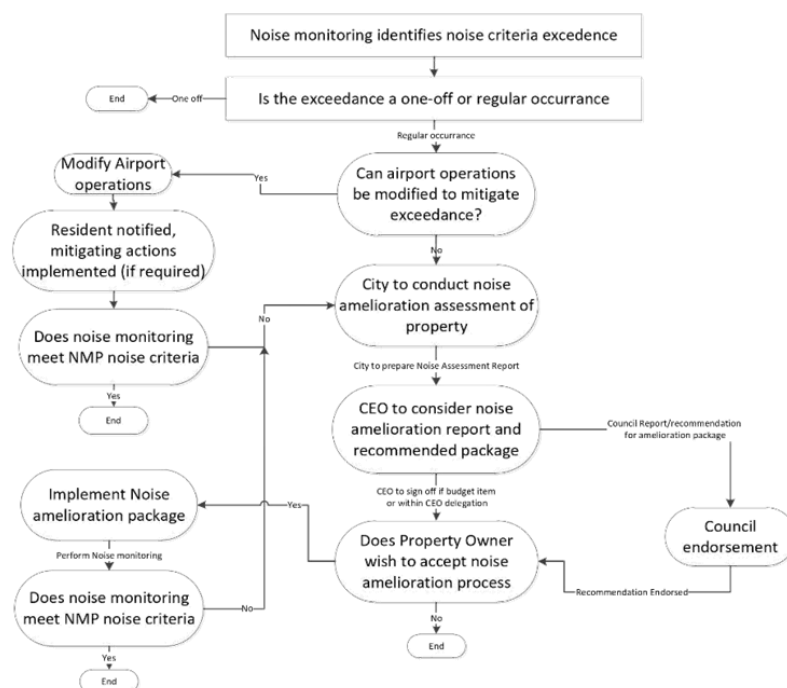 Noise monitoring identifies noise criteria excedence
Is the exceedance a one-off or regular occurrance
One off
End
Regular occurrance
Can airport operations
be modified to mitigate
exceedance?
Yes
Modify Airport
operations
Resident notified,
mitigating actions
implemented (if required)
Does noise monitoring
meet NMP noise criteria
Yes
End
No
No
City to conduct noise
amelioration assessment of
property
City to prepare Noise Assessment Report
CEO to consider noise
amelioration report and
recommended package
Council Report/recommendation
for amelioration package
Council
endorsement
Recommendation Endorsed
CEO to sign off if budget item
or within CEO delegation
Does Property Owner
wish to accept noise
amelioration process
No
End
Yes
Implement Noise
amelioration package
Perform Noise monitoring
Does noise monitoring
meet NMP noise criteria
No
Yes
End